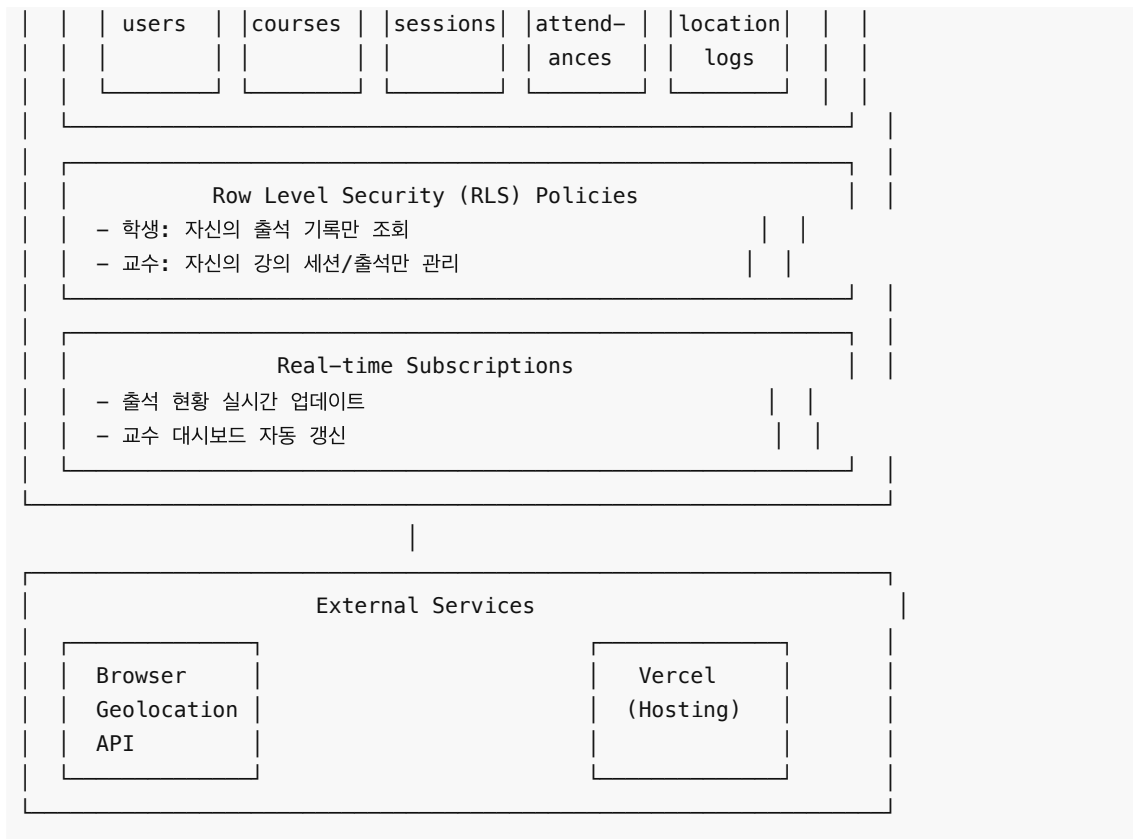 users courses sessions attend- location
ances logs
Row Level Security (RLS) Policies
- 학생: 자신의 출석 기록만 조회
- 교수: 자신의 강의 세션/출석만 관리
Real-time Subscriptions
- 출석 현황 실시간 업데이트
- 교수 대시보드 자동 갱신
External Services
Browser Vercel
Geolocation (Hosting)
API